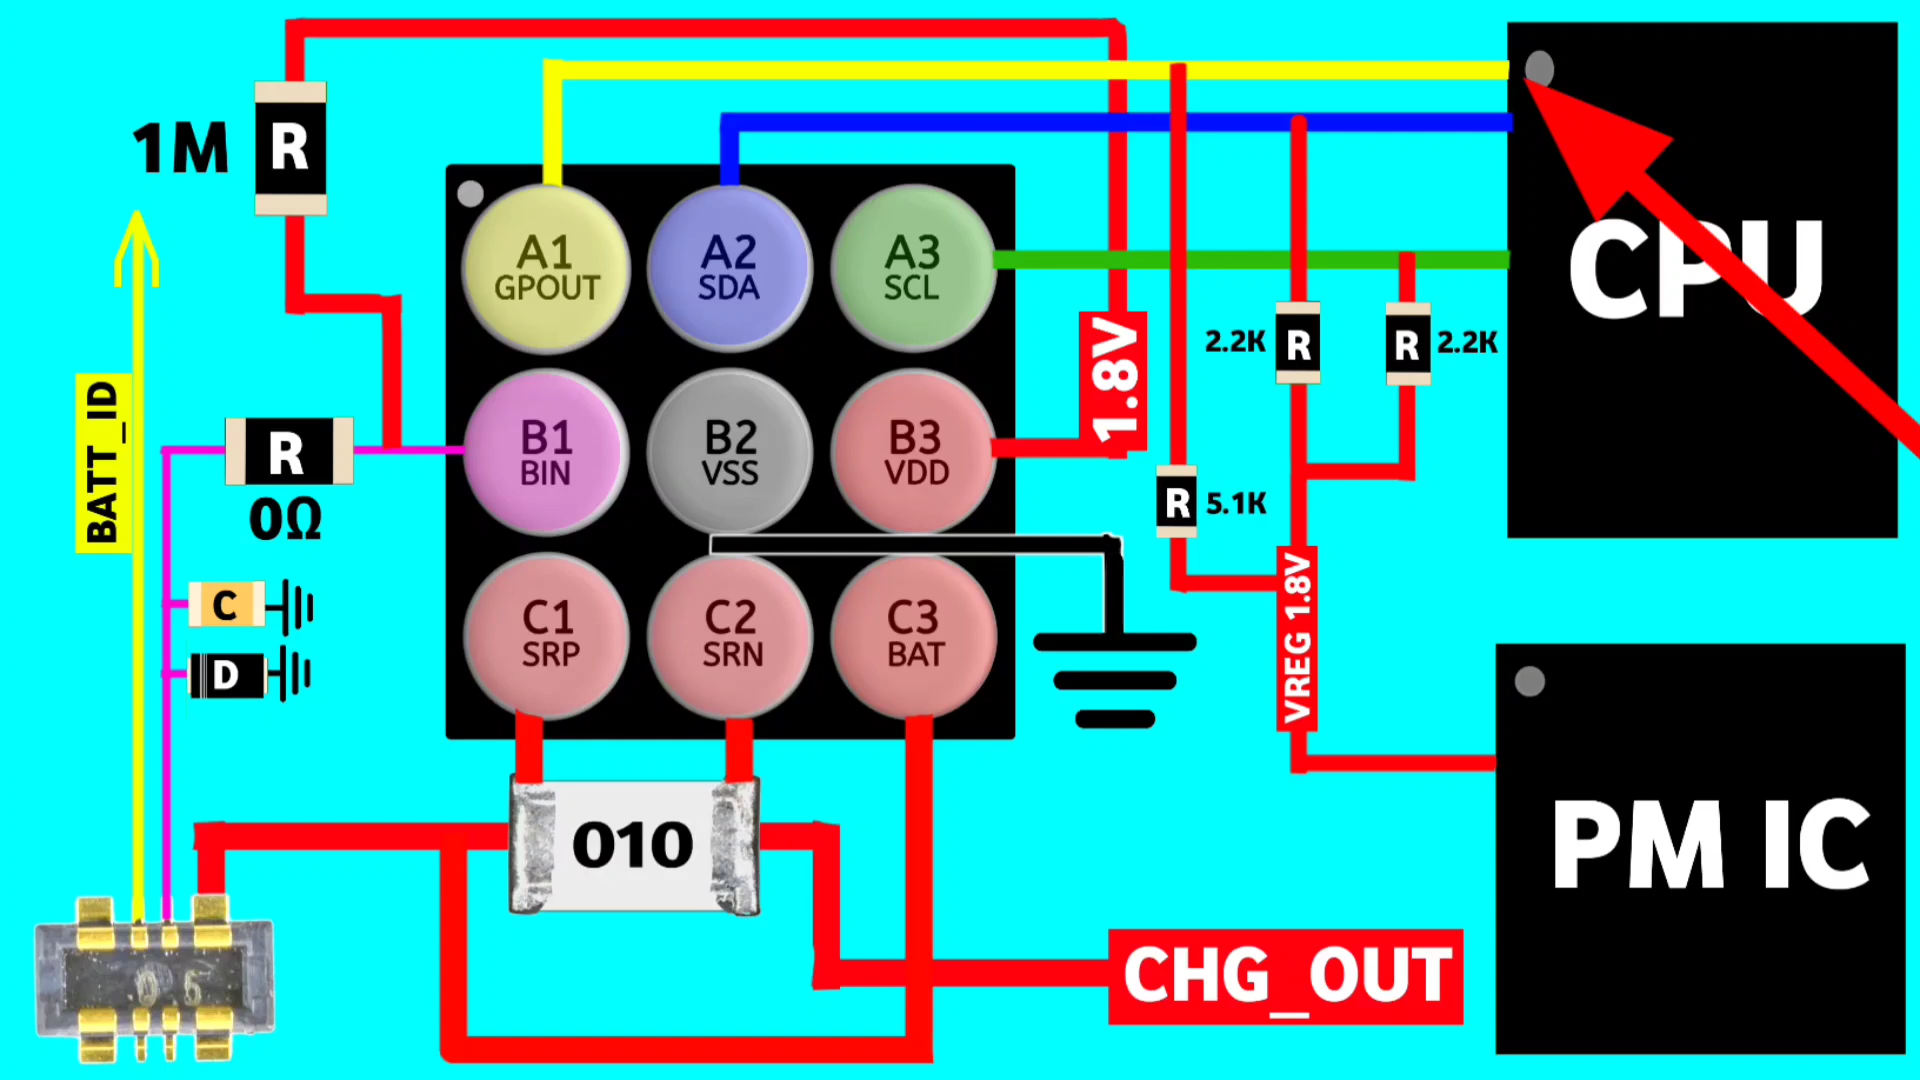 1M
R
A1
GPOUT
A2
SDA
A3
SCL
CPU
1.8V
2.2K
R
R
2.2K
BATT_ID
R
0Ω
B1
BIN
B2
VSS
B3
VDD
R
5.1K
C
D
C1
SRP
C2
SRN
C3
BAT
VREG 1.8V
010
PM IC
CHG_OUT
05